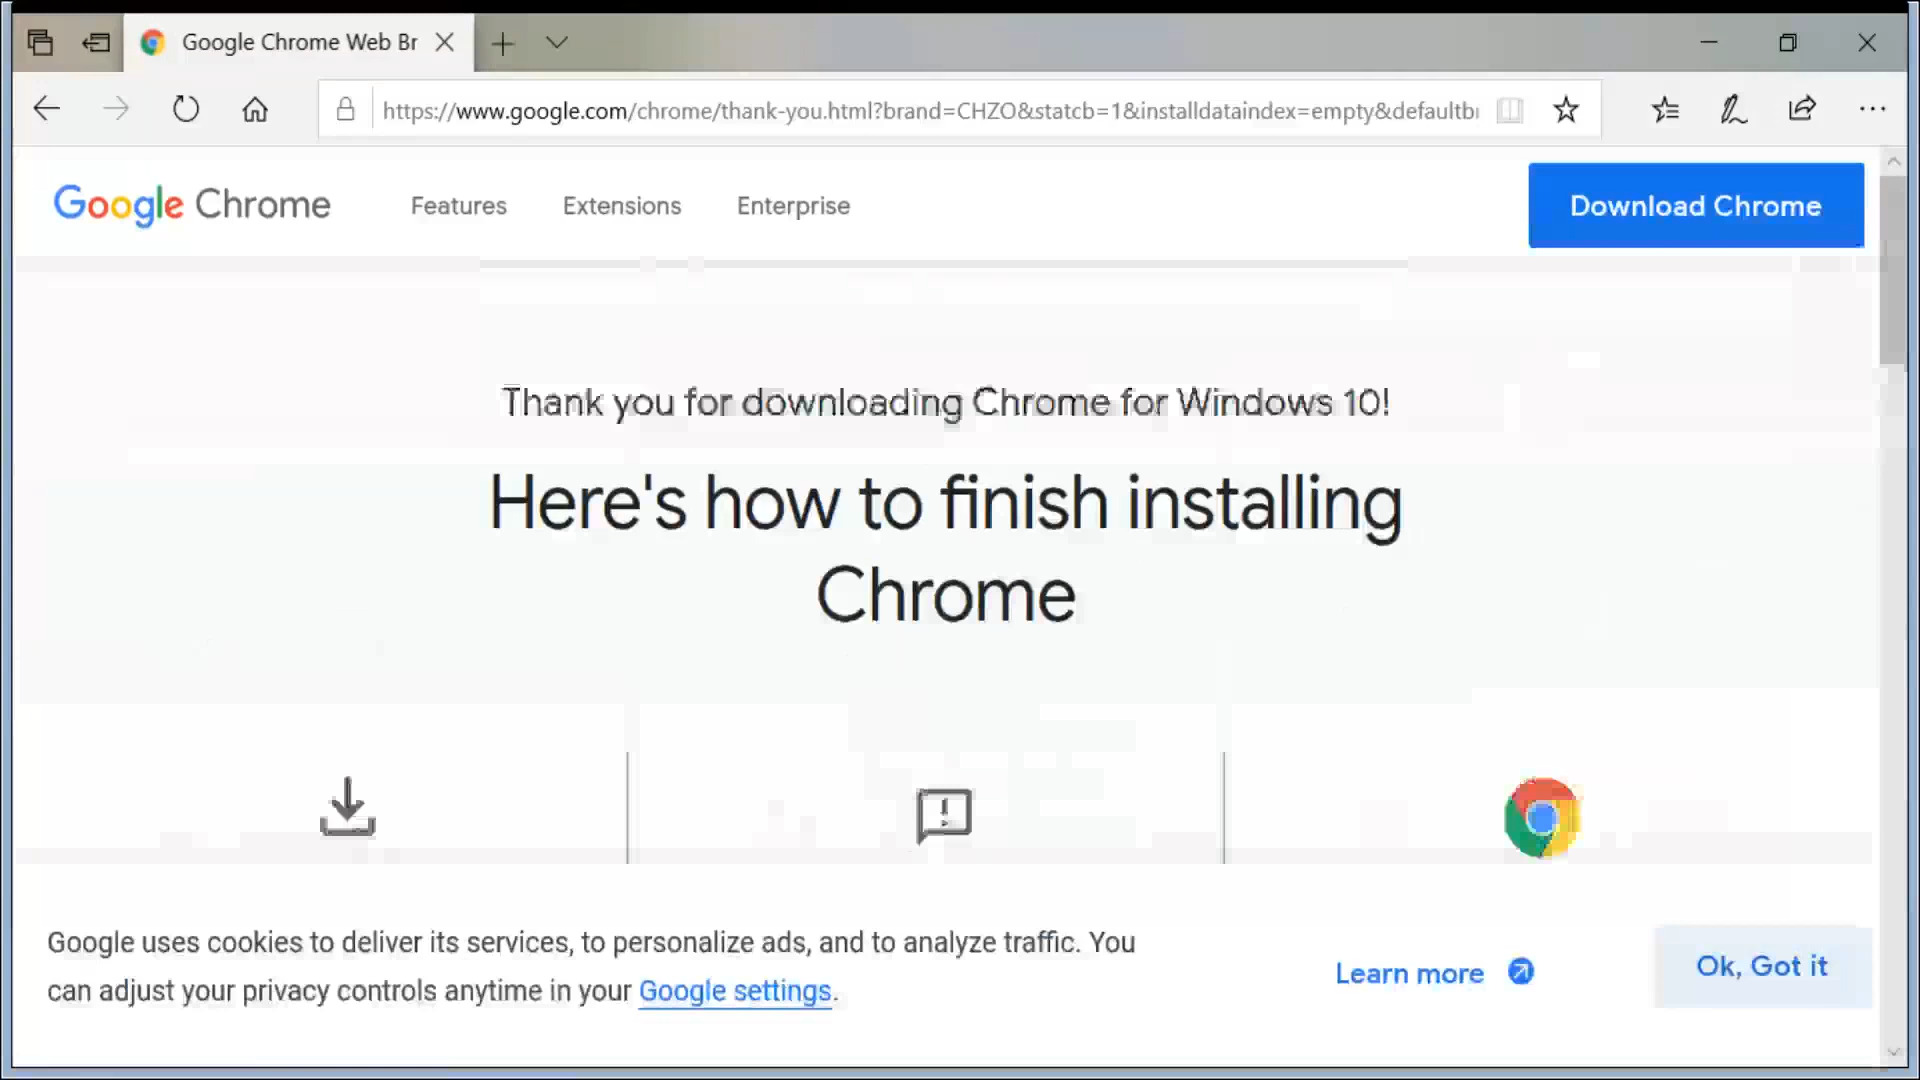 Google Chrome Web Br
https://www.google.com/chrome/thank-you.html?brand=CHZO&statcb=1&installdataindex=empty&defaultb
Google Chrome Features Extensions Enterprise Download Chrome
Thank you for downloading Chrome for Windows 10!
Here's how to finish installing
Chrome
Google uses cookies to deliver its services, to personalize ads, and to analyze traffic. You
can adjust your privacy controls anytime in your Google settings.
Learn more
Ok, Got it